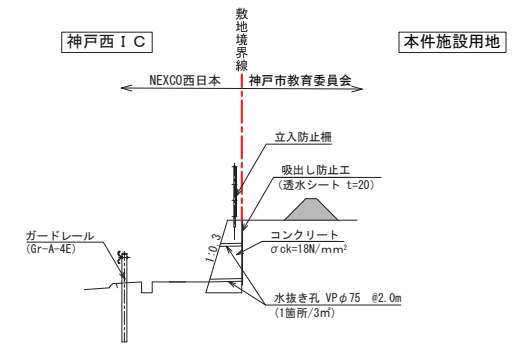 敷地境界線
神戸西ＩＣ
本件施設用地
NEXCO西日本
神戸市教育委員会
立入防止柵
吸出し防止工
(透水シート t=20)
ガードレール
(Gr-A-4E)
1:0.3
コンクリート
σck=18N/mm²
水抜き孔 VPφ75 @2.0m
(1箇所/3㎡)